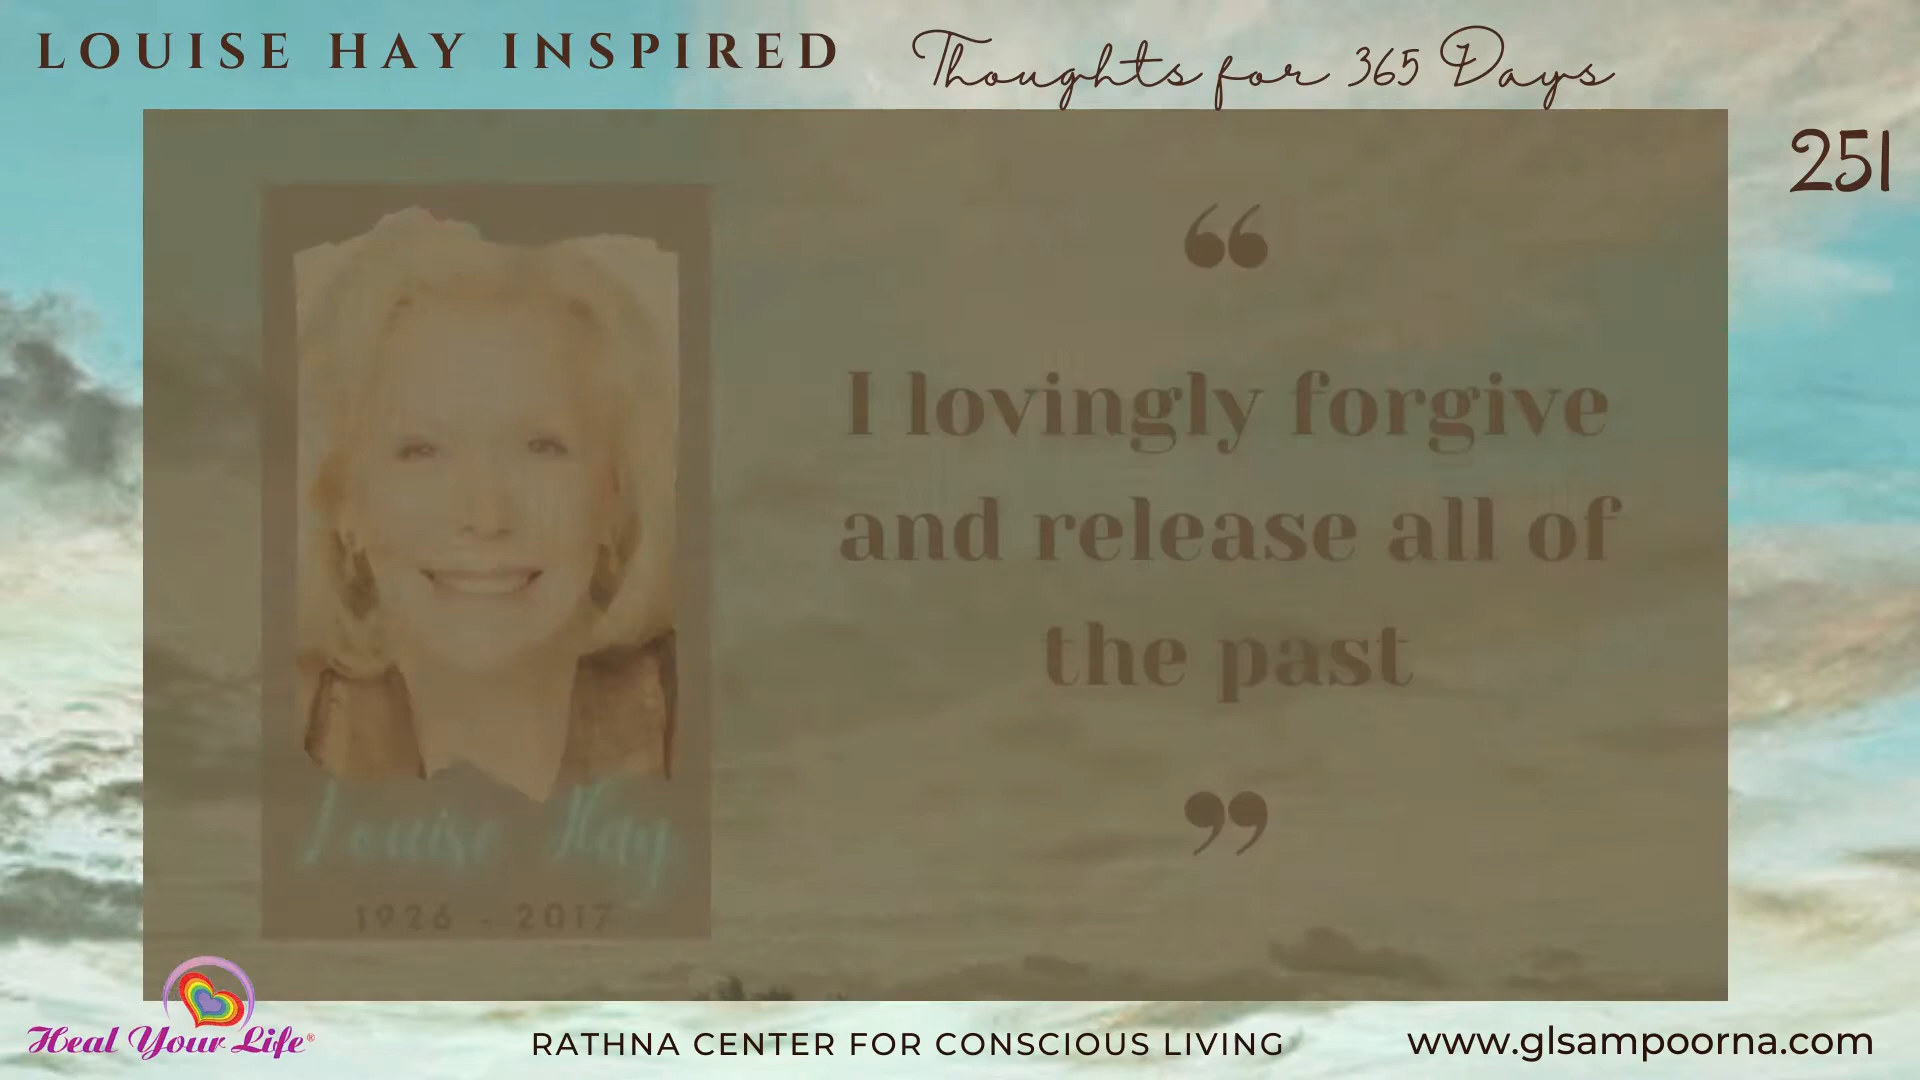 LOUISE HAY INSPIRED Thoughts for 365 Days
251
“
I lovingly forgive
and release all of
the past
”
Louise Hay
1926 - 2017
Heal Your Life®
RATHNA CENTER FOR CONSCIOUS LIVING
www.glsampoorna.com